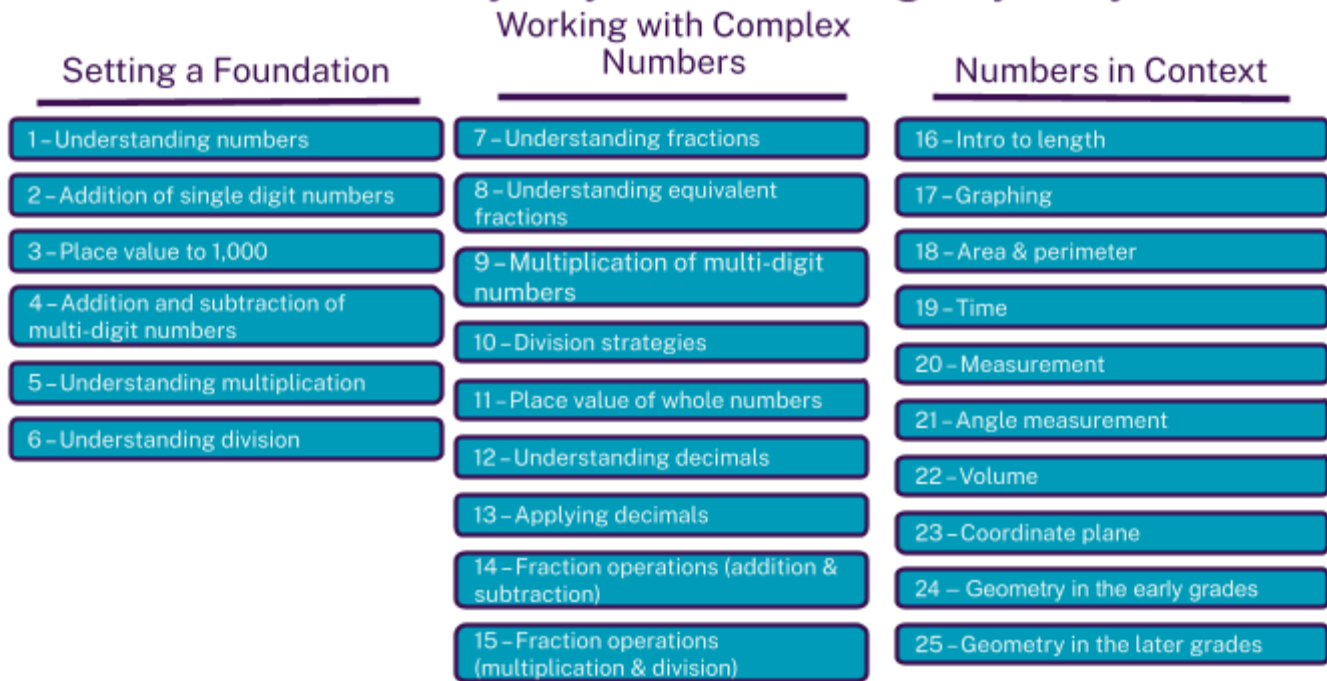 Setting a Foundation
1 – Understanding numbers
2 – Addition of single digit numbers
3 – Place value to 1,000
4 – Addition and subtraction of
multi-digit numbers
5 – Understanding multiplication
6 – Understanding division
Working with Complex
Numbers
7 – Understanding fractions
8 – Understanding equivalent
fractions
9 – Multiplication of multi-digit
numbers
10 – Division strategies
11 – Place value of whole numbers
12 – Understanding decimals
13 – Applying decimals
14 – Fraction operations (addition &
subtraction)
15 – Fraction operations
(multiplication & division)
Numbers in Context
16 – Intro to length
17 – Graphing
18 – Area & perimeter
19 – Time
20 – Measurement
21 – Angle measurement
22 – Volume
23 – Coordinate plane
24 – Geometry in the early grades
25 – Geometry in the later grades